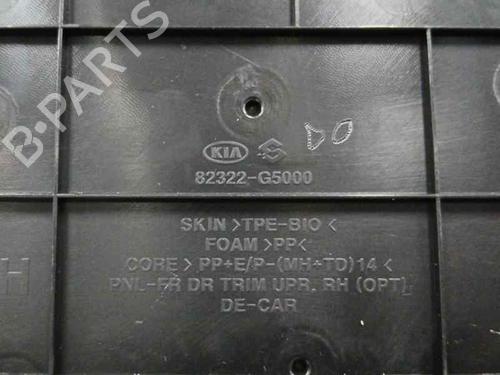 B-PARTS
KIA
82322-G5000
SKIN >TPE-BIO<
FOAM >PP<
CORE > PP+E/P-(MH+TD)14 <
PNL-FR DR TRIM UPR. RH (OPT)
DE-CAR
H